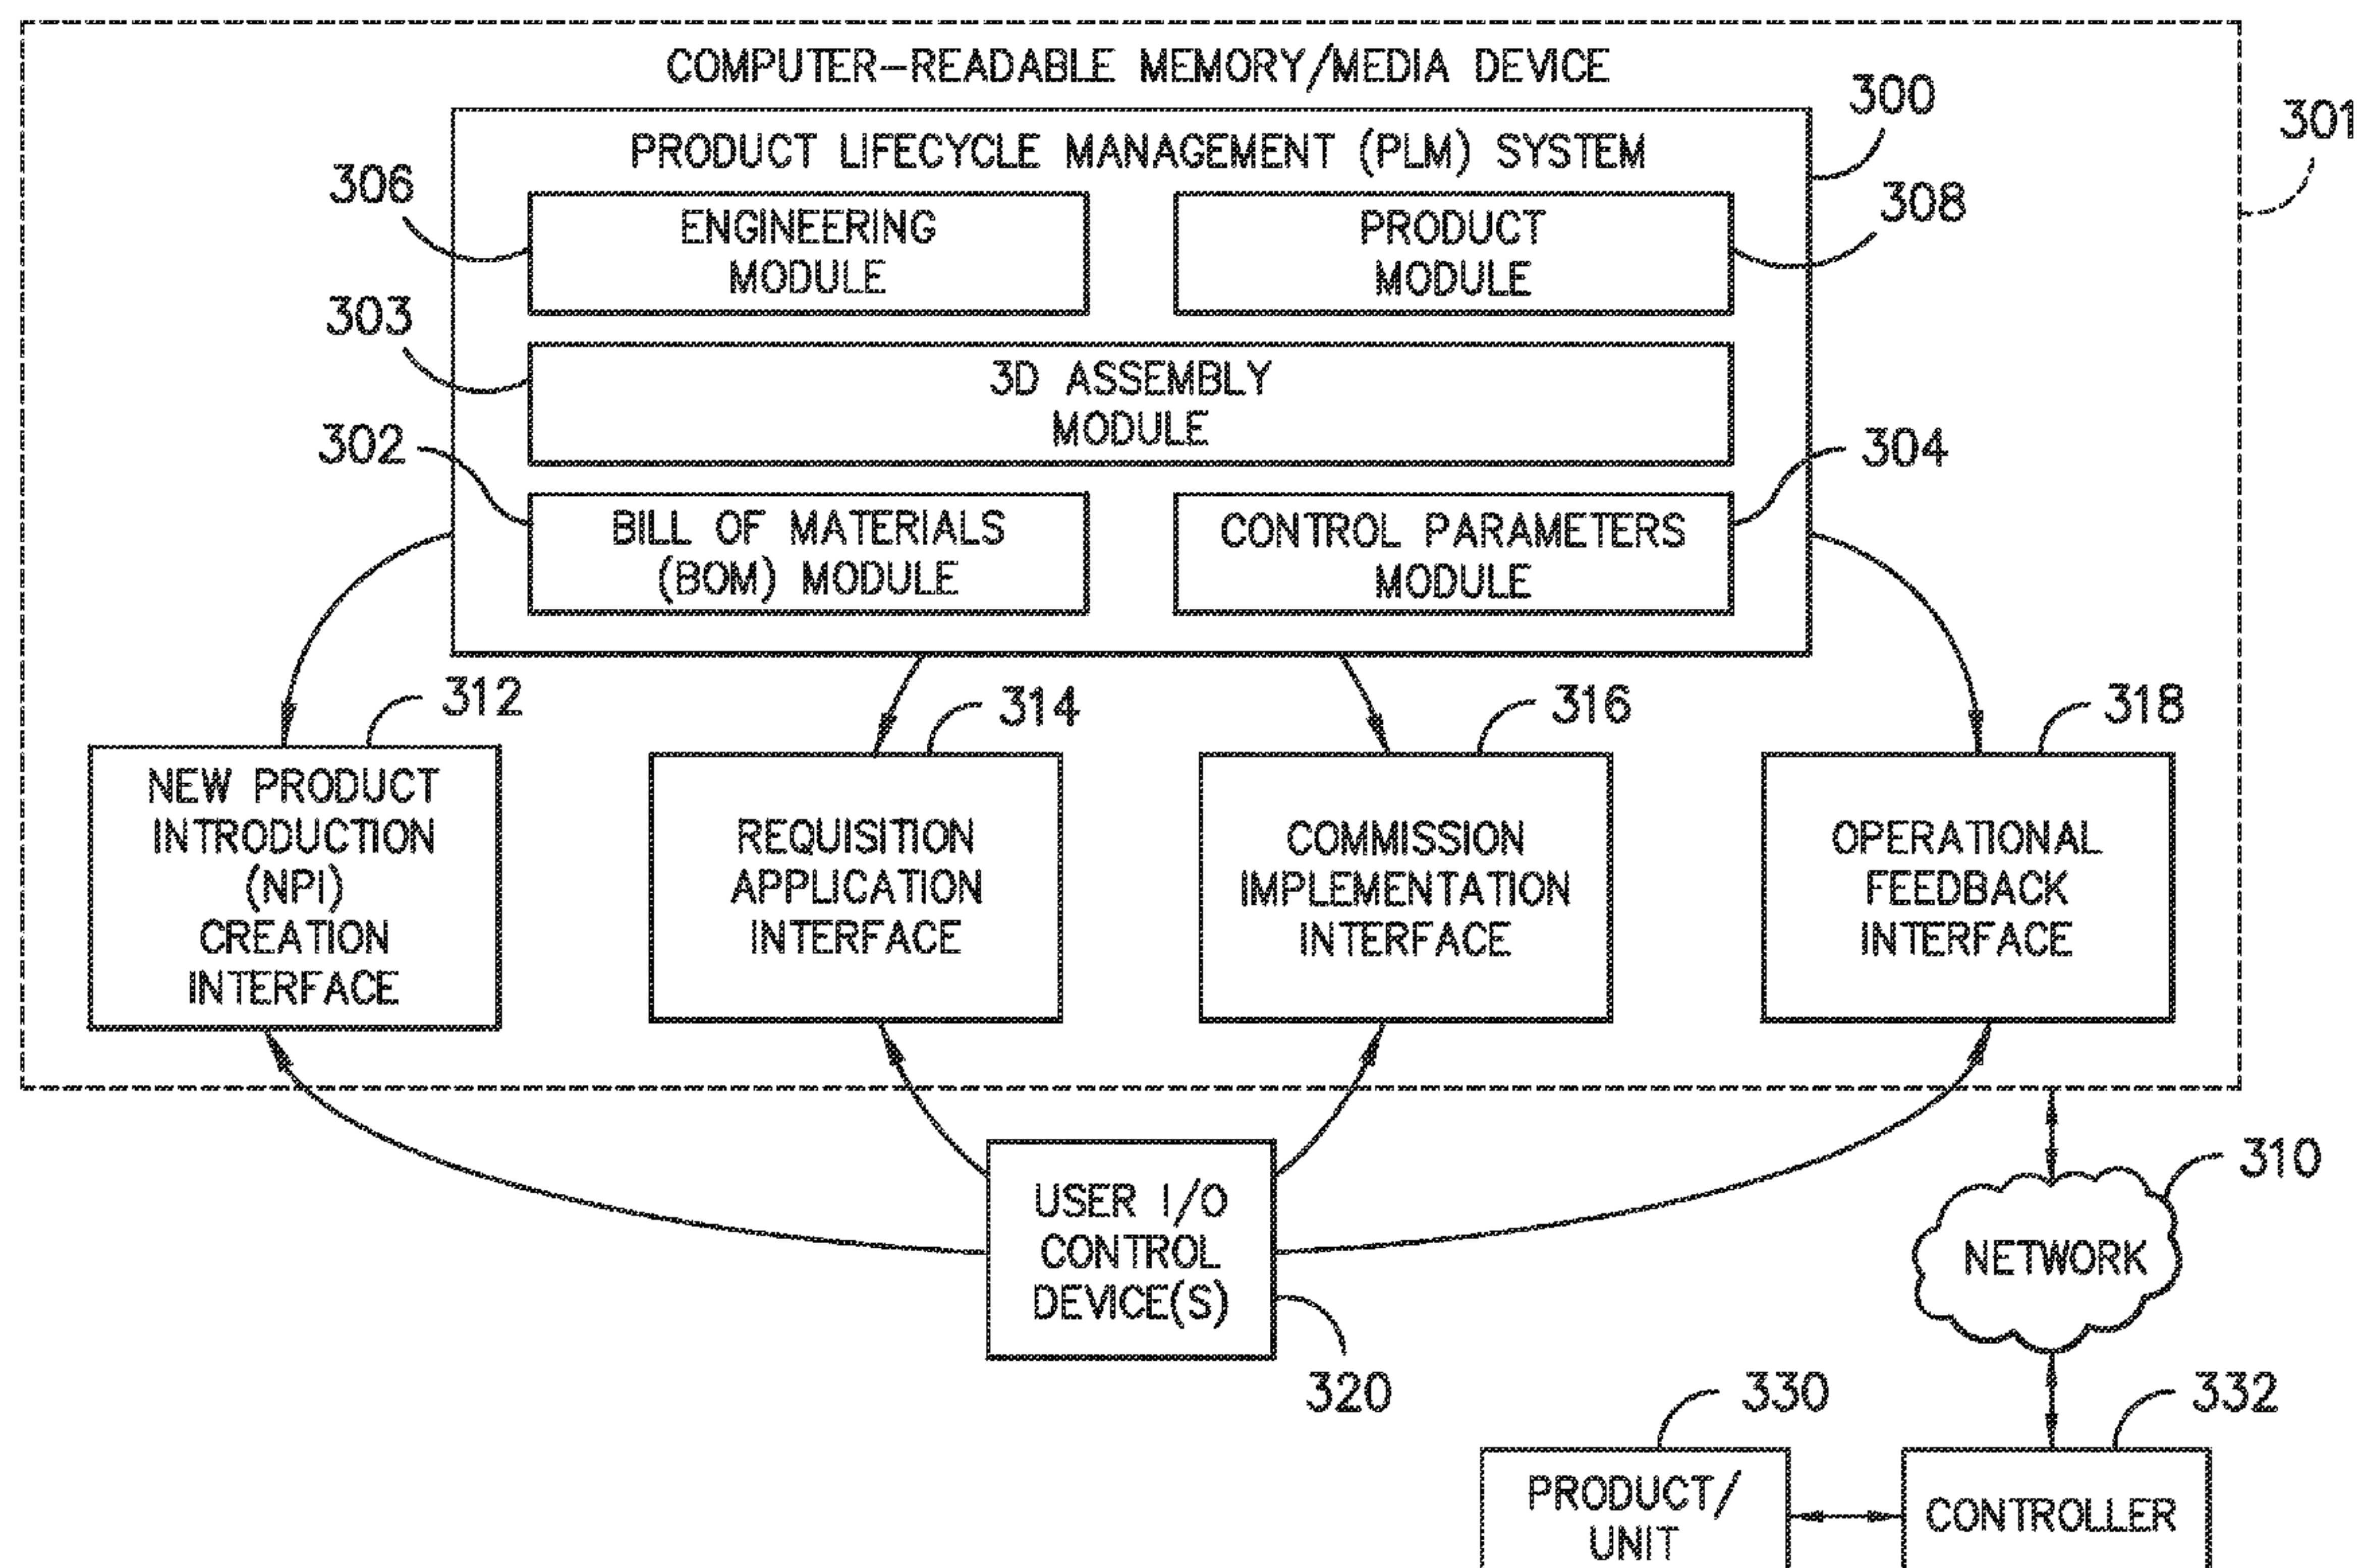 COMPUTER-READABLE MEMORY/MEDIA DEVICE
300
301
PRODUCT LIFECYCLE MANAGEMENT (PLM) SYSTEM
306
308
ENGINEERING
MODULE
PRODUCT
MODULE
303
3D ASSEMBLY
MODULE
302
304
BILL OF MATERIALS
(BOM) MODULE
CONTROL PARAMETERS
MODULE
312
314
316
318
NEW PRODUCT
INTRODUCTION
(NPI)
CREATION
INTERFACE
REQUISITION
APPLICATION
INTERFACE
COMMISSION
IMPLEMENTATION
INTERFACE
OPERATIONAL
FEEDBACK
INTERFACE
USER I/O
CONTROL
DEVICE(S)
320
310
NETWORK
330
332
PRODUCT/
UNIT
CONTROLLER